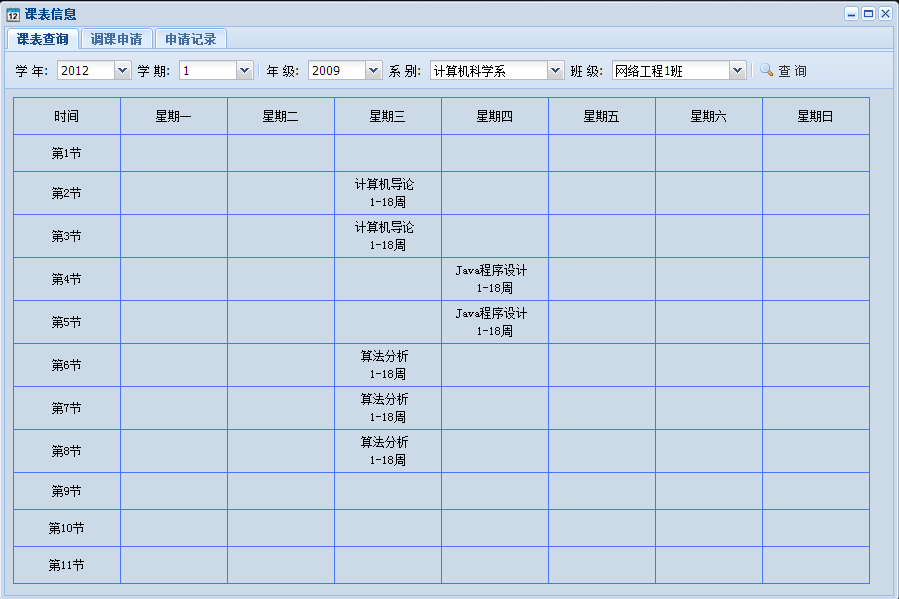 12 课表信息
课表查询 调课申请 申请记录
学 年: 2012 学 期: 1 年 级: 2009 系 别: 计算机科学系 班 级: 网络工程1班 查 询
时间 星期一 星期二 星期三 星期四 星期五 星期六 星期日
第1节
第2节 计算机导论
1-18周
第3节 计算机导论
1-18周
第4节 Java程序设计
1-18周
第5节 Java程序设计
1-18周
第6节 算法分析
1-18周
第7节 算法分析
1-18周
第8节 算法分析
1-18周
第9节
第10节
第11节